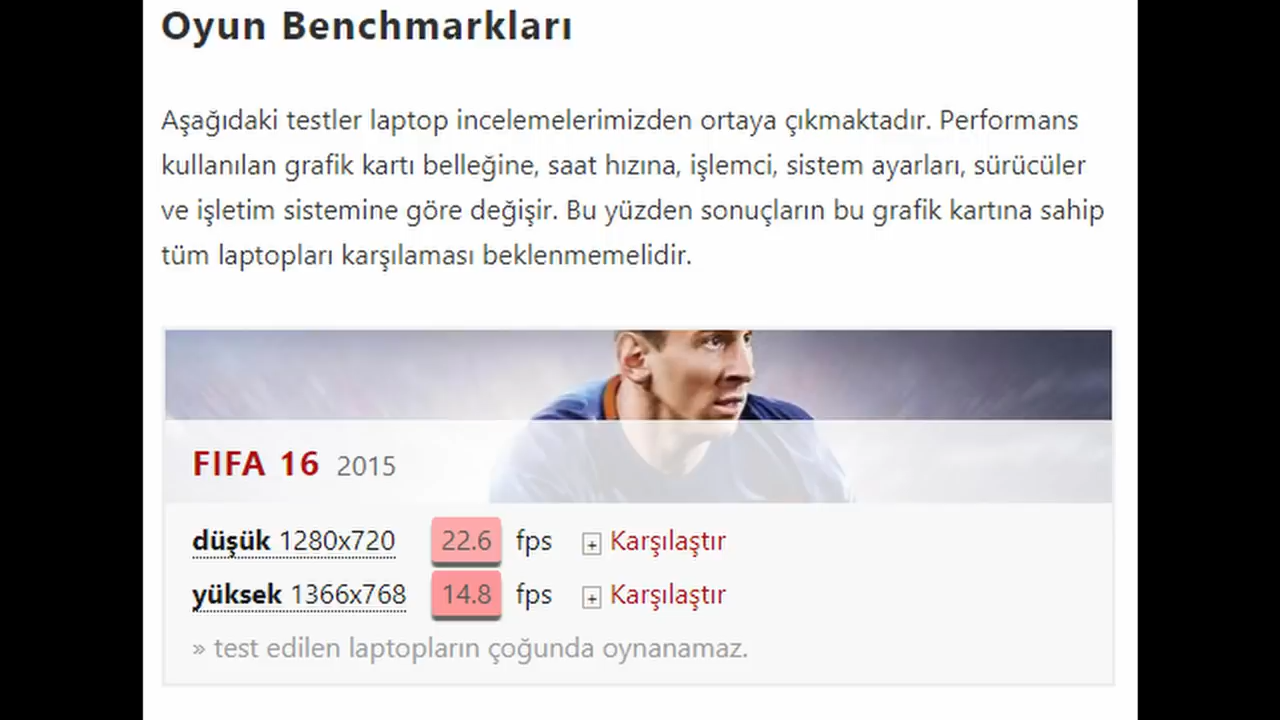 Oyun Benchmarkları
Aşağıdaki testler laptop incelemelerimizden ortaya çıkmaktadır. Performans
kullanılan grafik kartı belleğine, saat hızına, işlemci, sistem ayarları, sürücüler
ve işletim sistemine göre değişir. Bu yüzden sonuçların bu grafik kartına sahip
tüm laptopları karşılaması beklenmemelidir.
FIFA 16 2015
düşük 1280x720 22.6 fps + Karşılaştır
yüksek 1366x768 14.8 fps + Karşılaştır
» test edilen laptopların çoğunda oynanamaz.